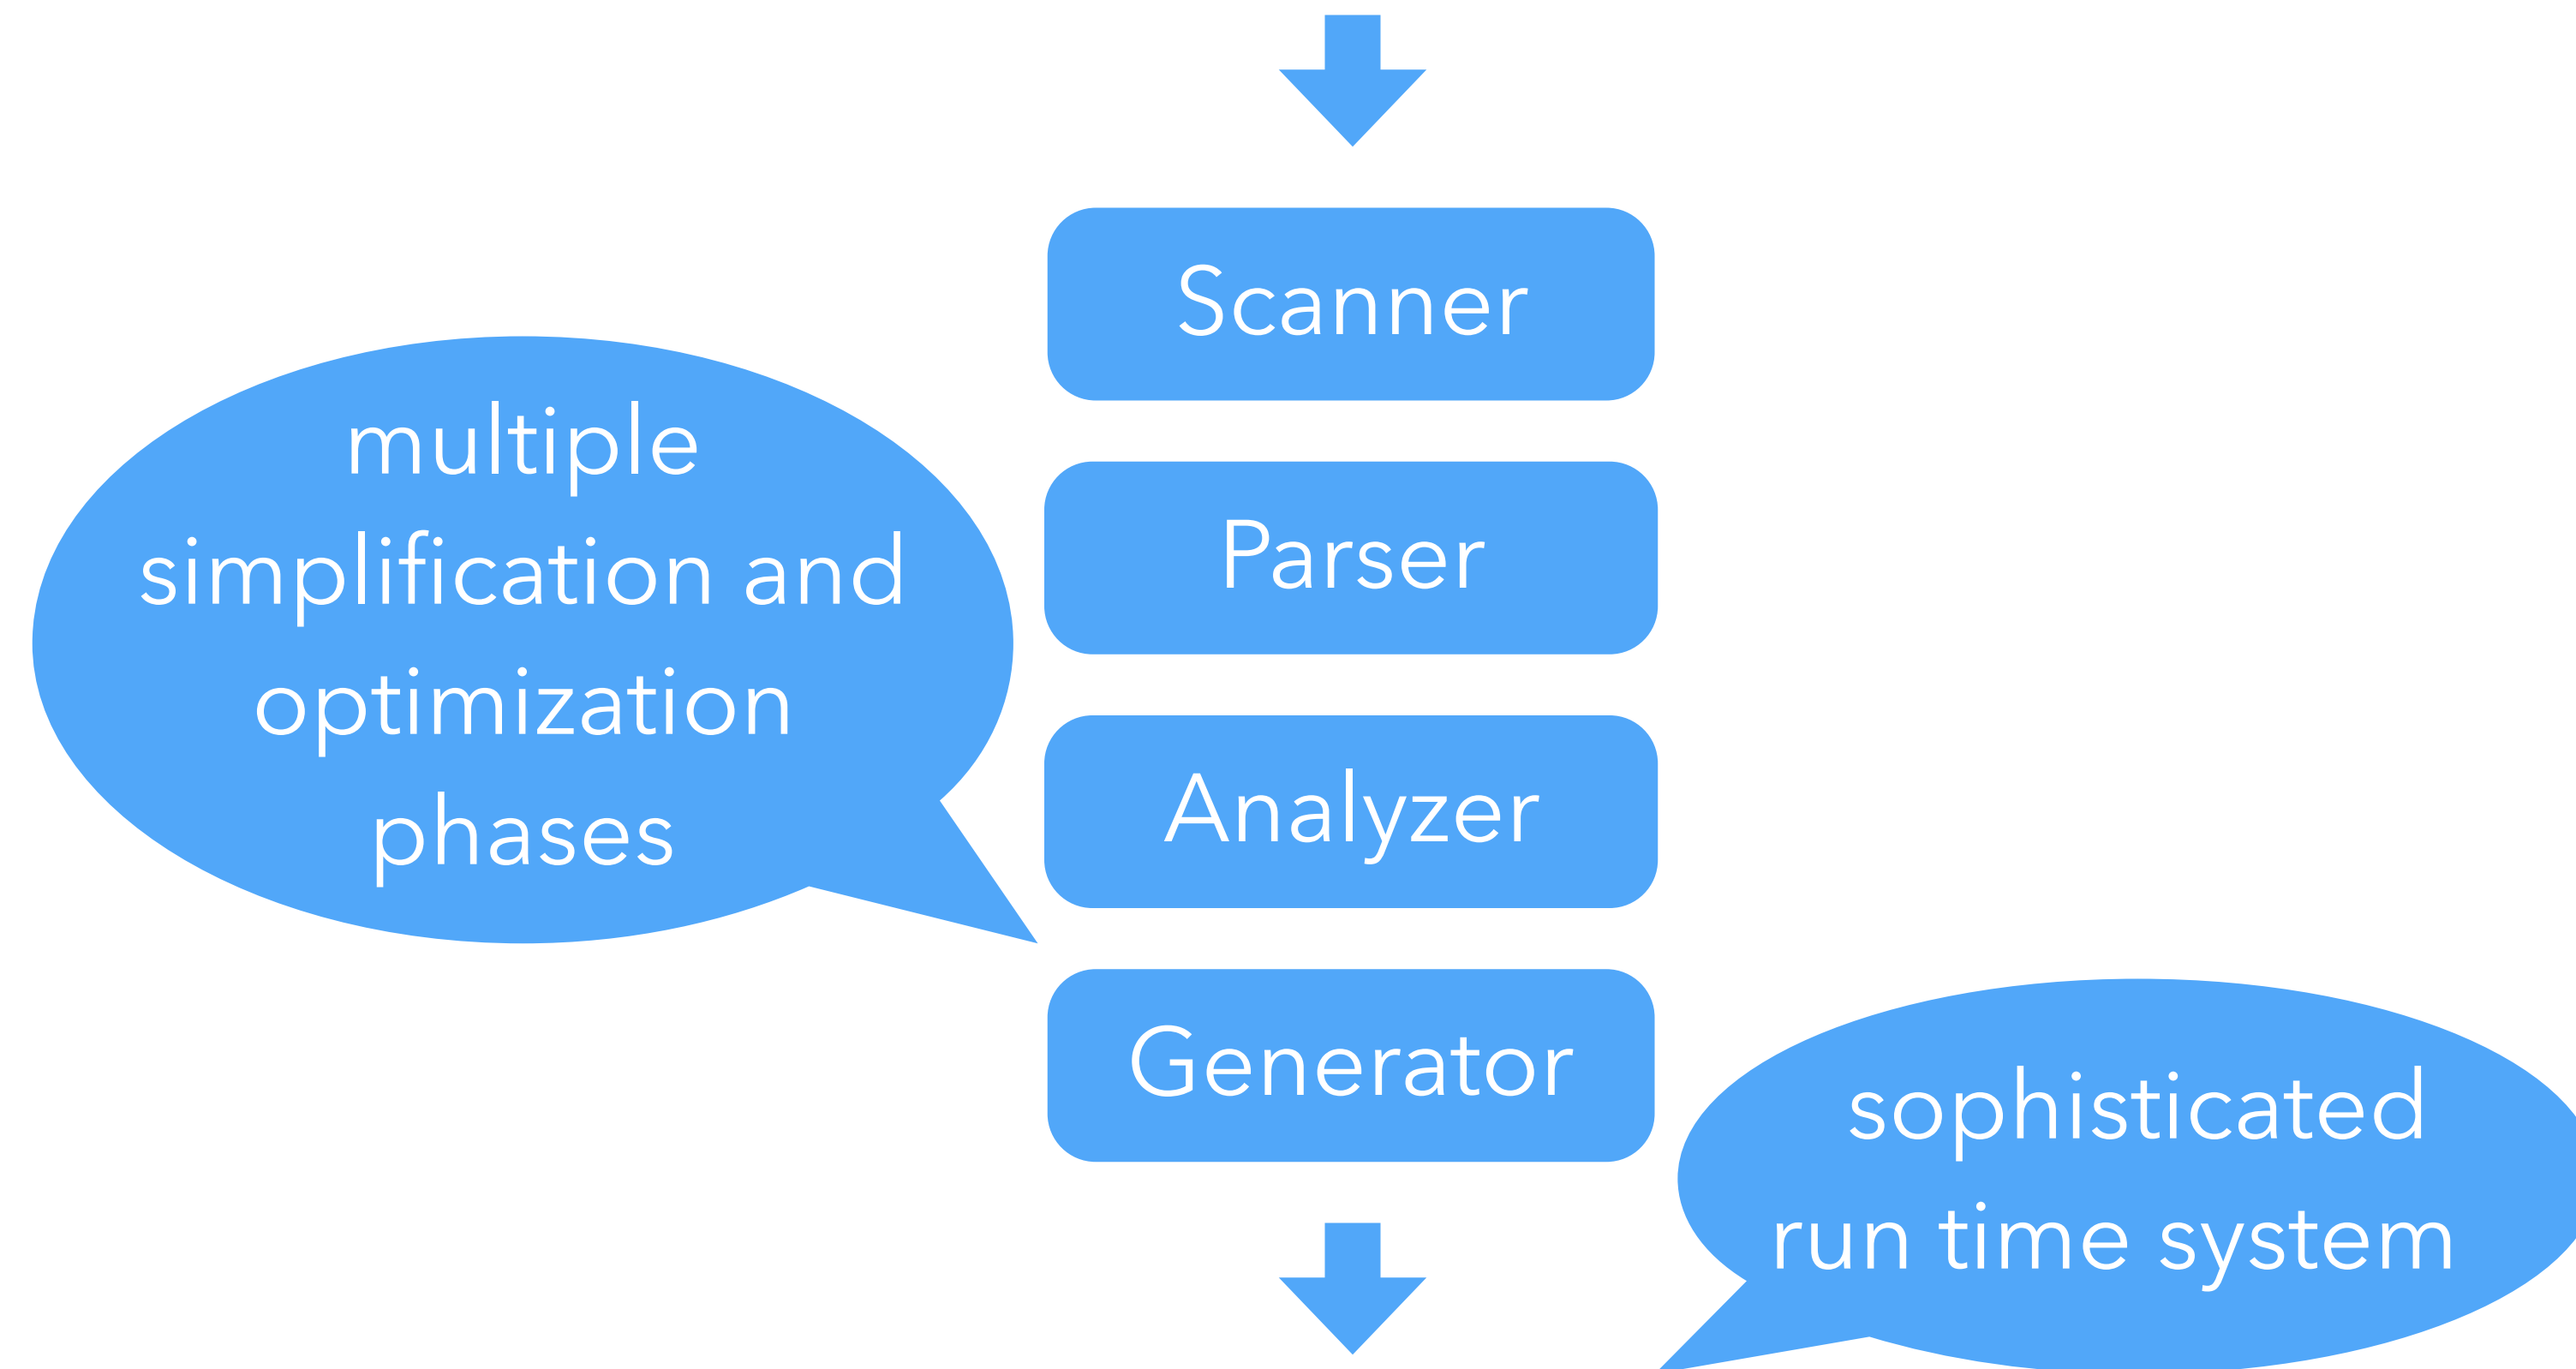 Scanner
multiple
simplification and
optimization
phases
Parser
Analyzer
Generator
sophisticated
run time system